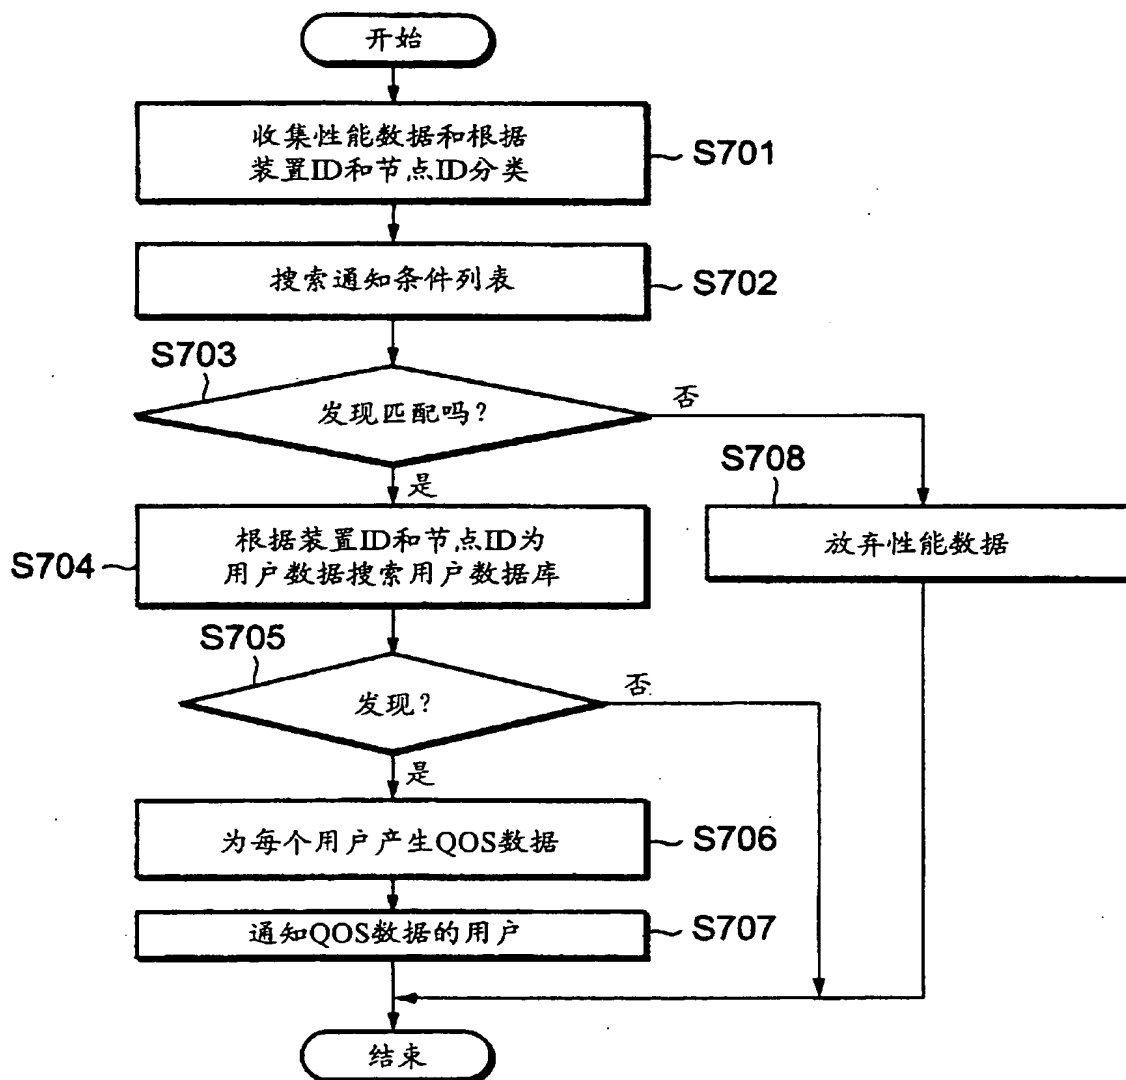 开始
收集性能数据和根据
装置ID和节点ID分类
S701
搜索通知条件列表
S702
S703
发现匹配吗?
否
是
S708
放弃性能数据
根据装置ID和节点ID为
用户数据搜索用户数据库
S704
S705
发现?
否
是
为每个用户产生QOS数据
S706
通知QOS数据的用户
S707
结束